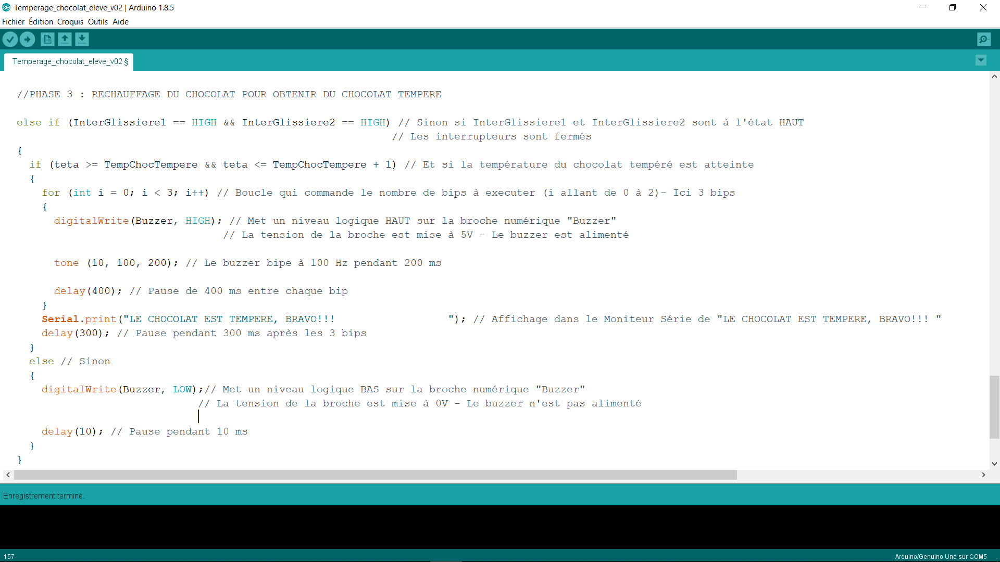 Temperage_chocolat_eleve_v02 | Arduino 1.8.5
Fichier Édition Croquis Outils Aide
Temperage_chocolat_eleve_v02 §
//PHASE 3 : RECHAUFFAGE DU CHOCOLAT POUR OBTENIR DU CHOCOLAT TEMPERE
else if (InterGlissiere1 == HIGH && InterGlissiere2 == HIGH) // Sinon si InterGlissiere1 et InterGlissiere2 sont à l'état HAUT
// Les interrupteurs sont fermés
{
if (teta >= TempChocTempere && teta <= TempChocTempere + 1) // Et si la température du chocolat tempéré est atteinte
{
for (int i = 0; i < 3; i++) // Boucle qui commande le nombre de bips à executer (i allant de 0 à 2)- Ici 3 bips
{
digitalWrite(Buzzer, HIGH); // Met un niveau logique HAUT sur la broche numérique "Buzzer"
// La tension de la broche est mise à 5V - Le buzzer est alimenté
tone (10, 100, 200); // Le buzzer bipe à 100 Hz pendant 200 ms
delay(400); // Pause de 400 ms entre chaque bip
}
Serial.print("LE CHOCOLAT EST TEMPERE, BRAVO!!!                  "); // Affichage dans le Moniteur Série de "LE CHOCOLAT EST TEMPERE, BRAVO!!! "
delay(300); // Pause pendant 300 ms après les 3 bips
}
else // Sinon
{
digitalWrite(Buzzer, LOW);// Met un niveau logique BAS sur la broche numérique "Buzzer"
// La tension de la broche est mise à 0V - Le buzzer n'est pas alimenté
delay(10); // Pause pendant 10 ms
}
}
Enregistrement terminé.
157
Arduino/Genuino Uno sur COM5